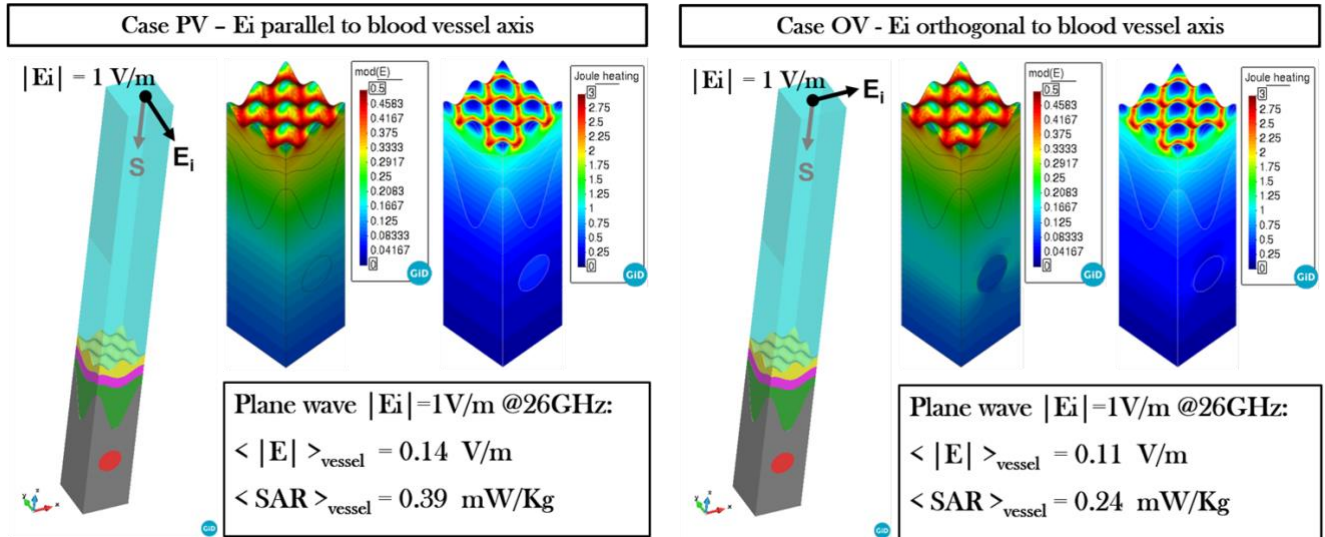 Case PV – Ei parallel to blood vessel axis
|Ei| = 1 V/m
Ei
S
mod(E)
0.5
0.4583
0.4167
0.375
0.3333
0.2917
0.25
0.2083
0.1667
0.125
0.08333
0.04167
0
GiD
Joule heating
3
2.75
2.5
2.25
2
1.75
1.5
1.25
1
0.75
0.5
0.25
0
GiD
z
y
x
GiD
Plane wave |Ei|=1V/m @26GHz:
< |E| >vessel = 0.14 V/m
< SAR >vessel = 0.39 mW/Kg
Case OV - Ei orthogonal to blood vessel axis
|Ei| = 1 V/m
Ei
S
mod(E)
0.5
0.4583
0.4167
0.375
0.3333
0.2917
0.25
0.2083
0.1667
0.125
0.08333
0.04167
0
GiD
Joule heating
3
2.75
2.5
2.25
2
1.75
1.5
1.25
1
0.75
0.5
0.25
0
GiD
z
y
x
GiD
Plane wave |Ei|=1V/m @26GHz:
< |E| >vessel = 0.11 V/m
< SAR >vessel = 0.24 mW/Kg